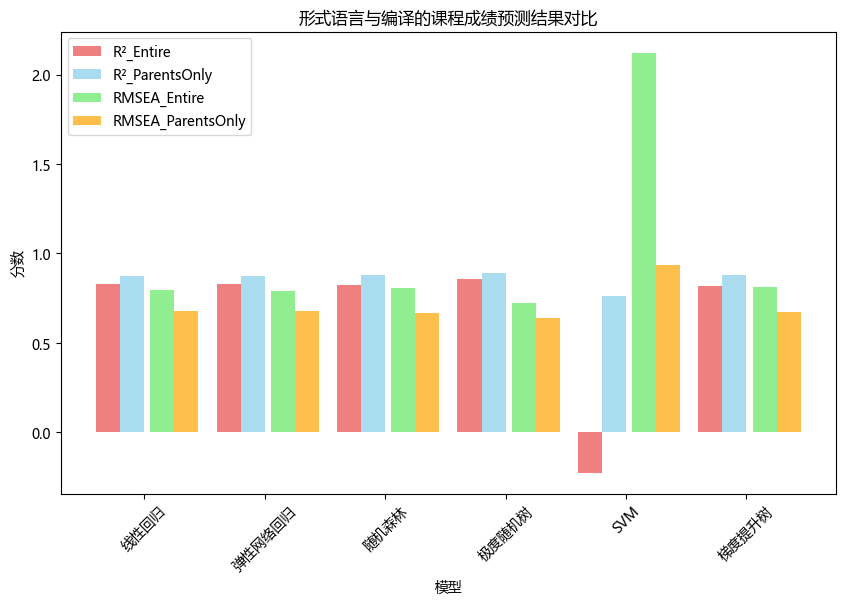 形式语言与编译的课程成绩预测结果对比
R²_Entire
R²_ParentsOnly
RMSEA_Entire
RMSEA_ParentsOnly
分数
2.0
1.5
1.0
0.5
0.0
线性回归
弹性网络回归
随机森林
极度随机树
SVM
梯度提升树
模型